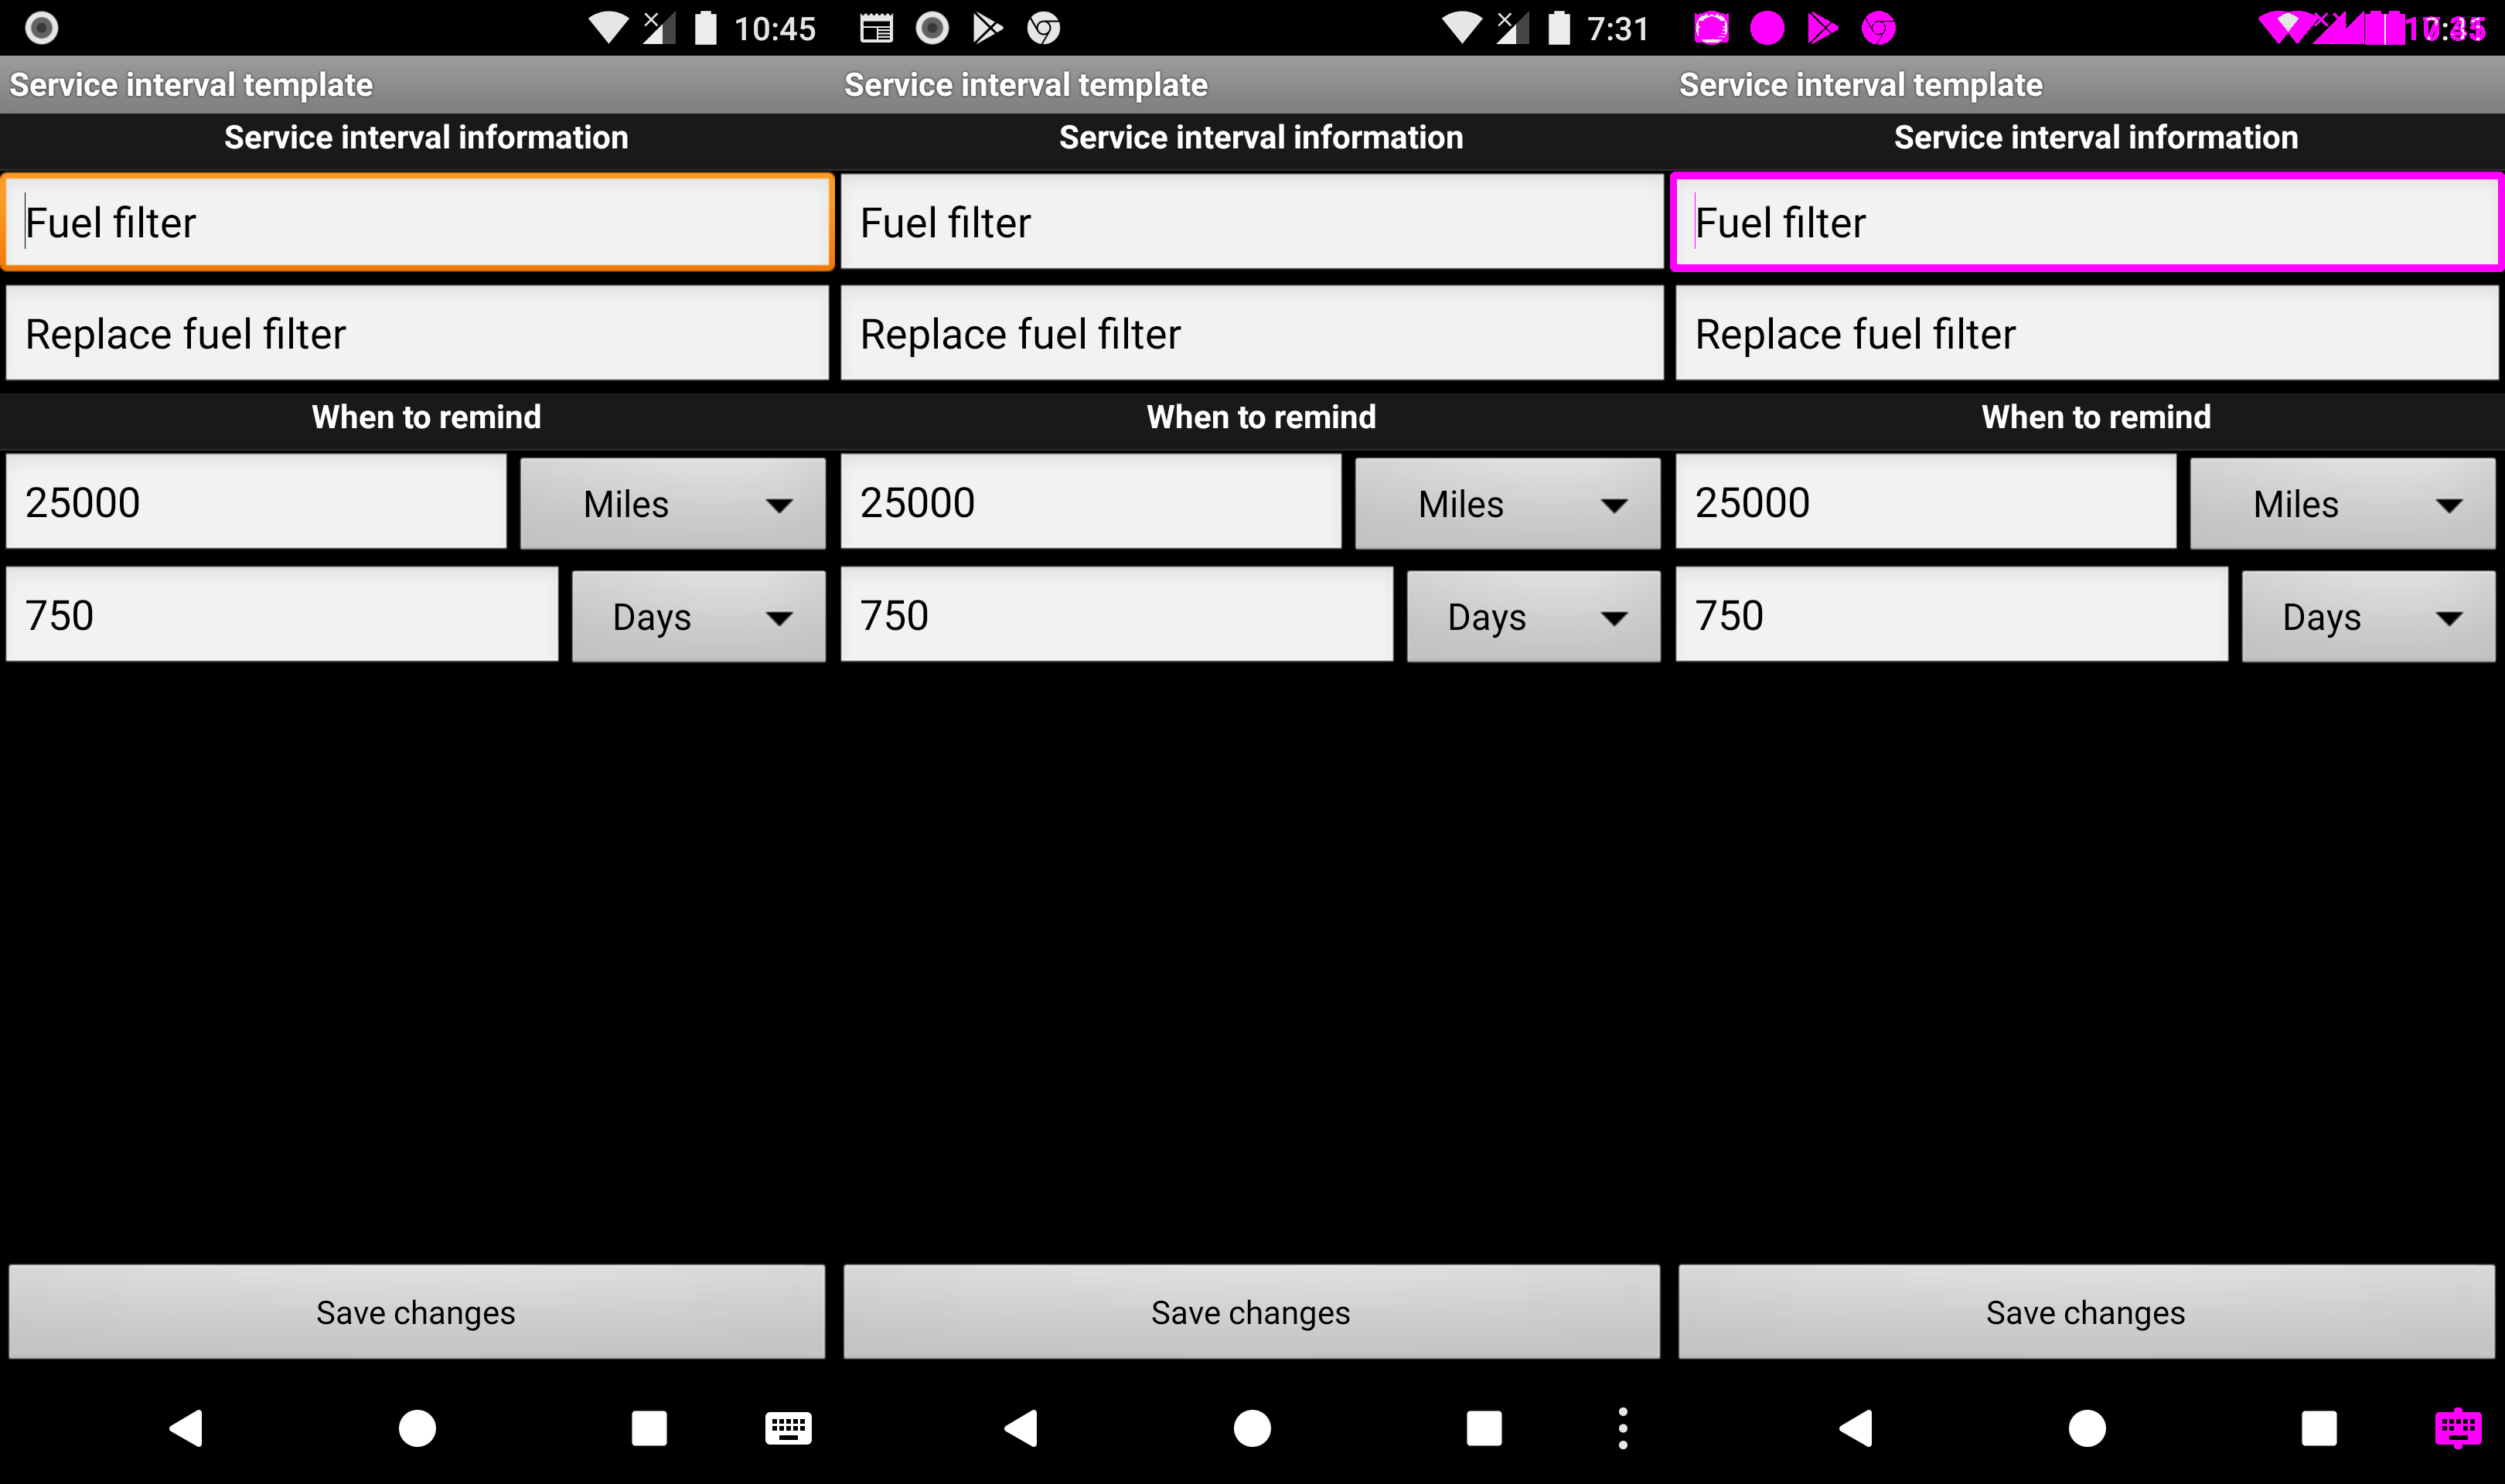 10:45
Service interval template
Service interval information
Fuel filter
Replace fuel filter
When to remind
25000 Miles
750 Days
Save changes
7:31
Service interval template
Service interval information
Fuel filter
Replace fuel filter
When to remind
25000 Miles
750 Days
Save changes
Service interval template
Service interval information
Fuel filter
Replace fuel filter
When to remind
25000 Miles
750 Days
Save changes